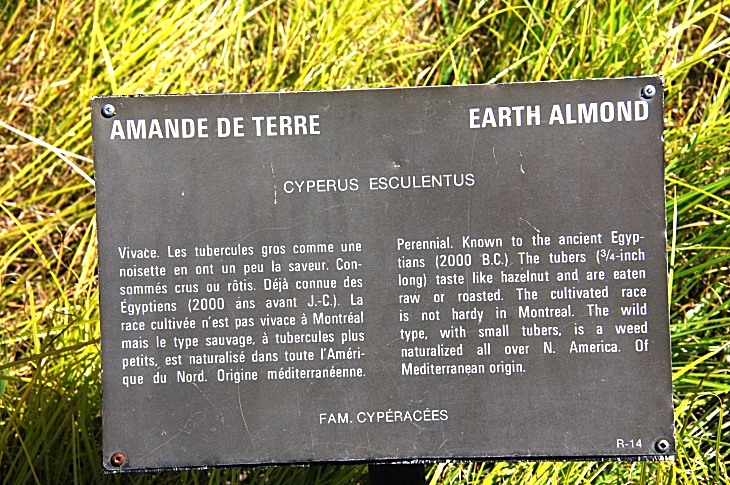 AMANDE DE TERRE
EARTH ALMOND
CYPERUS ESCULENTUS
Vivace. Les tubercules gros comme une
noisette en ont un peu la saveur. Con-
sommés crus ou rôtis. Déjà connue des
Égyptiens (2000 ans avant J.-C.). La
race cultivée n'est pas vivace à Montréal
mais le type sauvage, à tubercules plus
petits, est naturalisé dans toute l'Améri-
que du Nord. Origine méditerranéenne.
Perennial. Known to the ancient Egyp-
tians (2000 B.C.) The tubers (3/4-inch
long) taste like hazelnut and are eaten
raw or roasted. The cultivated race
is not hardy in Montreal. The wild
type, with small tubers, is a weed
naturalized all over N. America. Of
Mediterranean origin.
FAM. CYPÉRACÉES
R-14